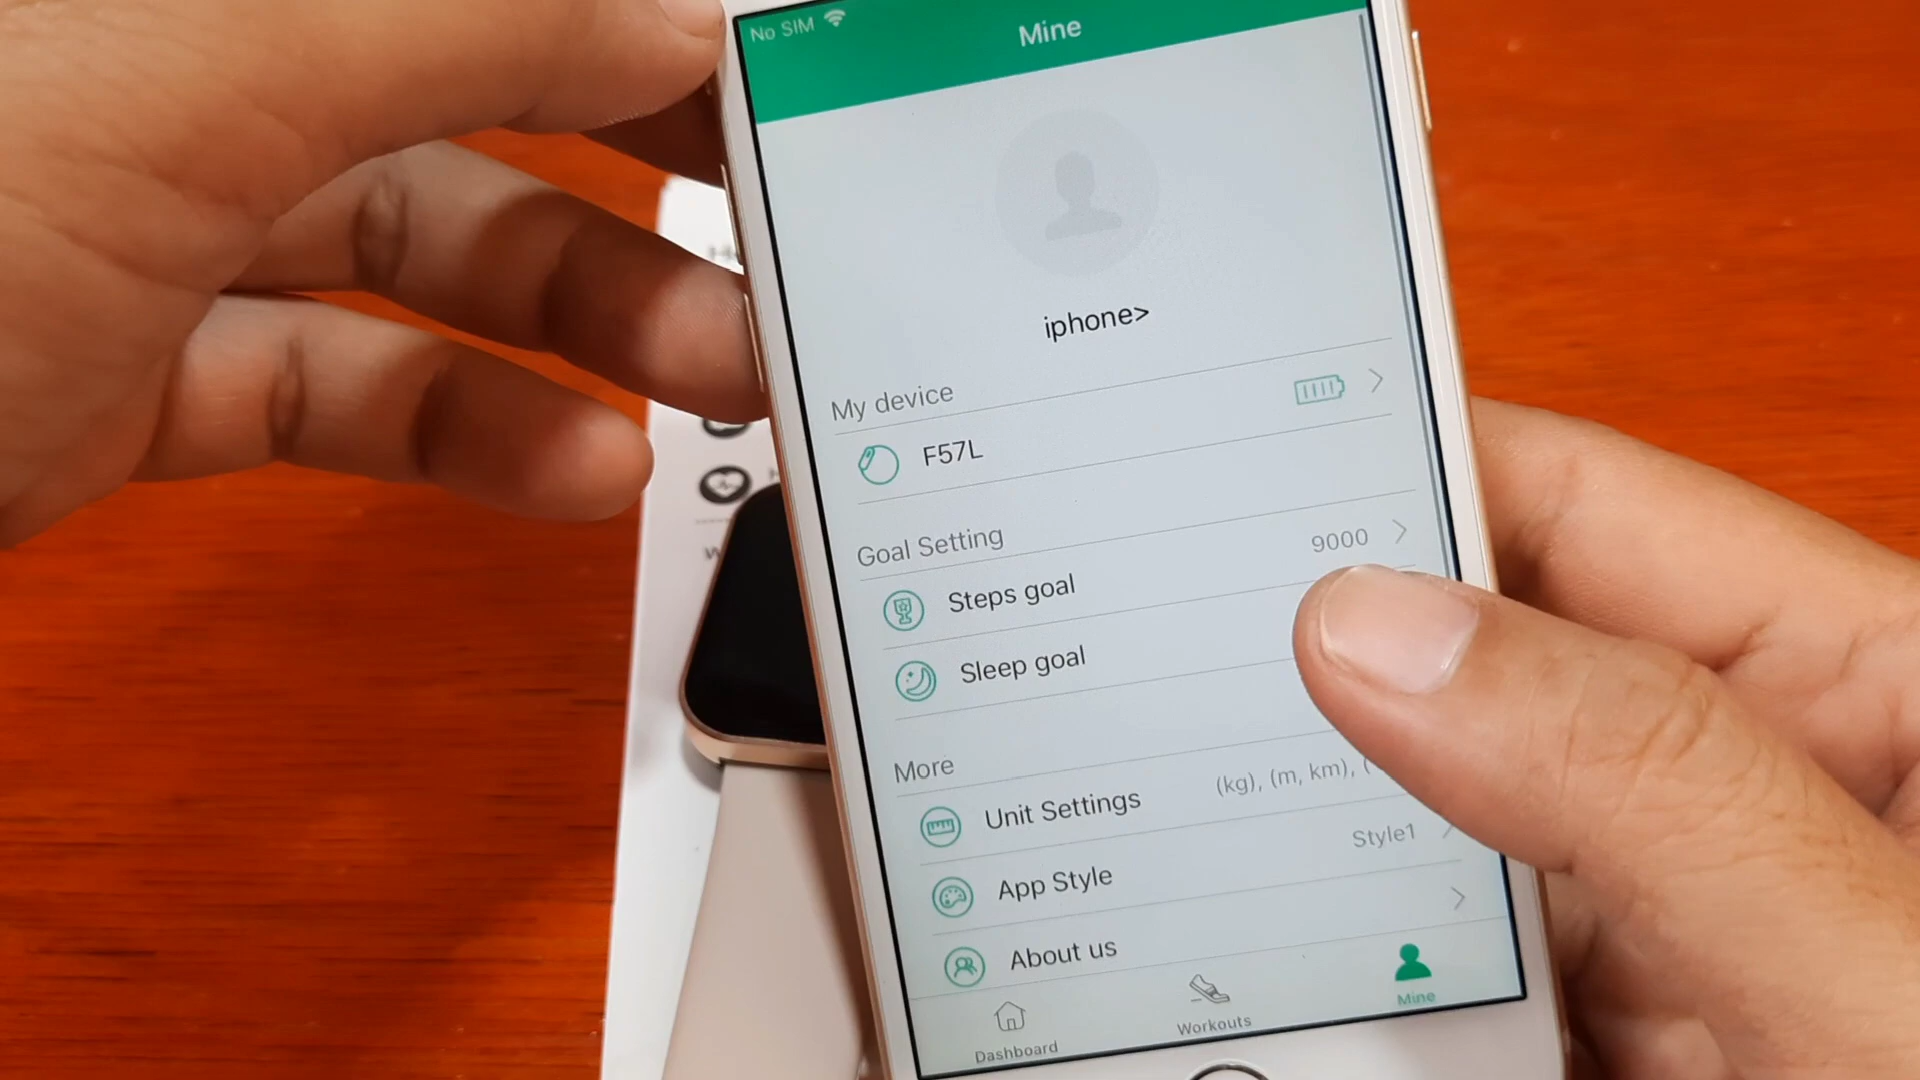 No SIM
Mine
iphone>
My device
F57L
Goal Setting
Steps goal 9000
Sleep goal
More
Unit Settings (kg), (m, km), (
App Style Style1
About us
Dashboard Workouts Mine